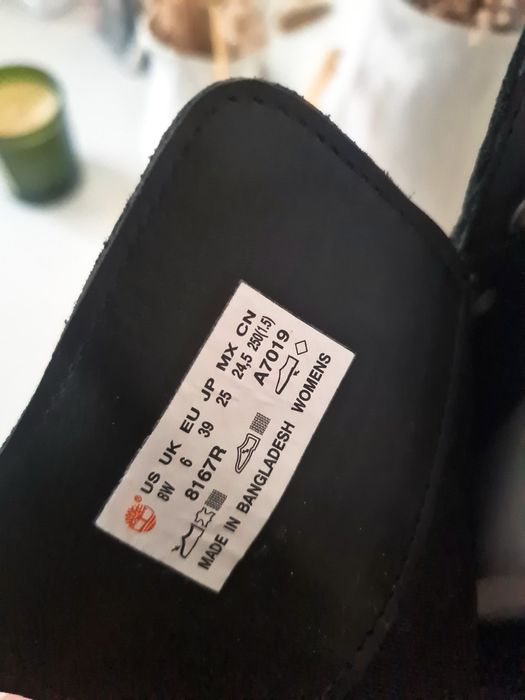 US UK EU JP MX CN
8W 6 39 25 24,5 250(1.5)
8167R A7019
MADE IN BANGLADESH WOMENS